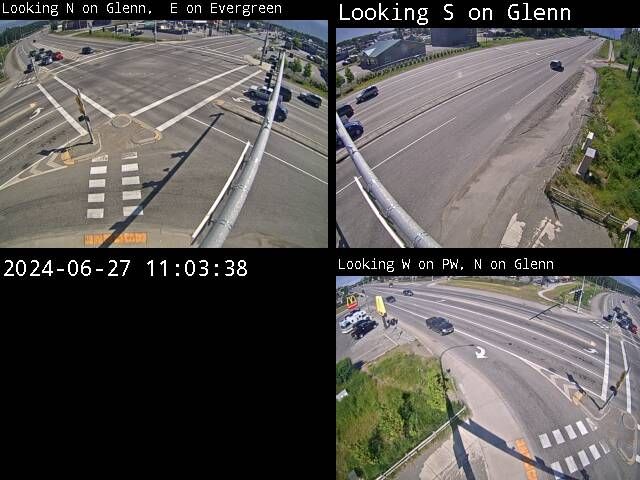 Looking N on Glenn,  E on Evergreen
Looking S on Glenn
2024-06-27 11:03:38
Looking W on PW, N on Glenn